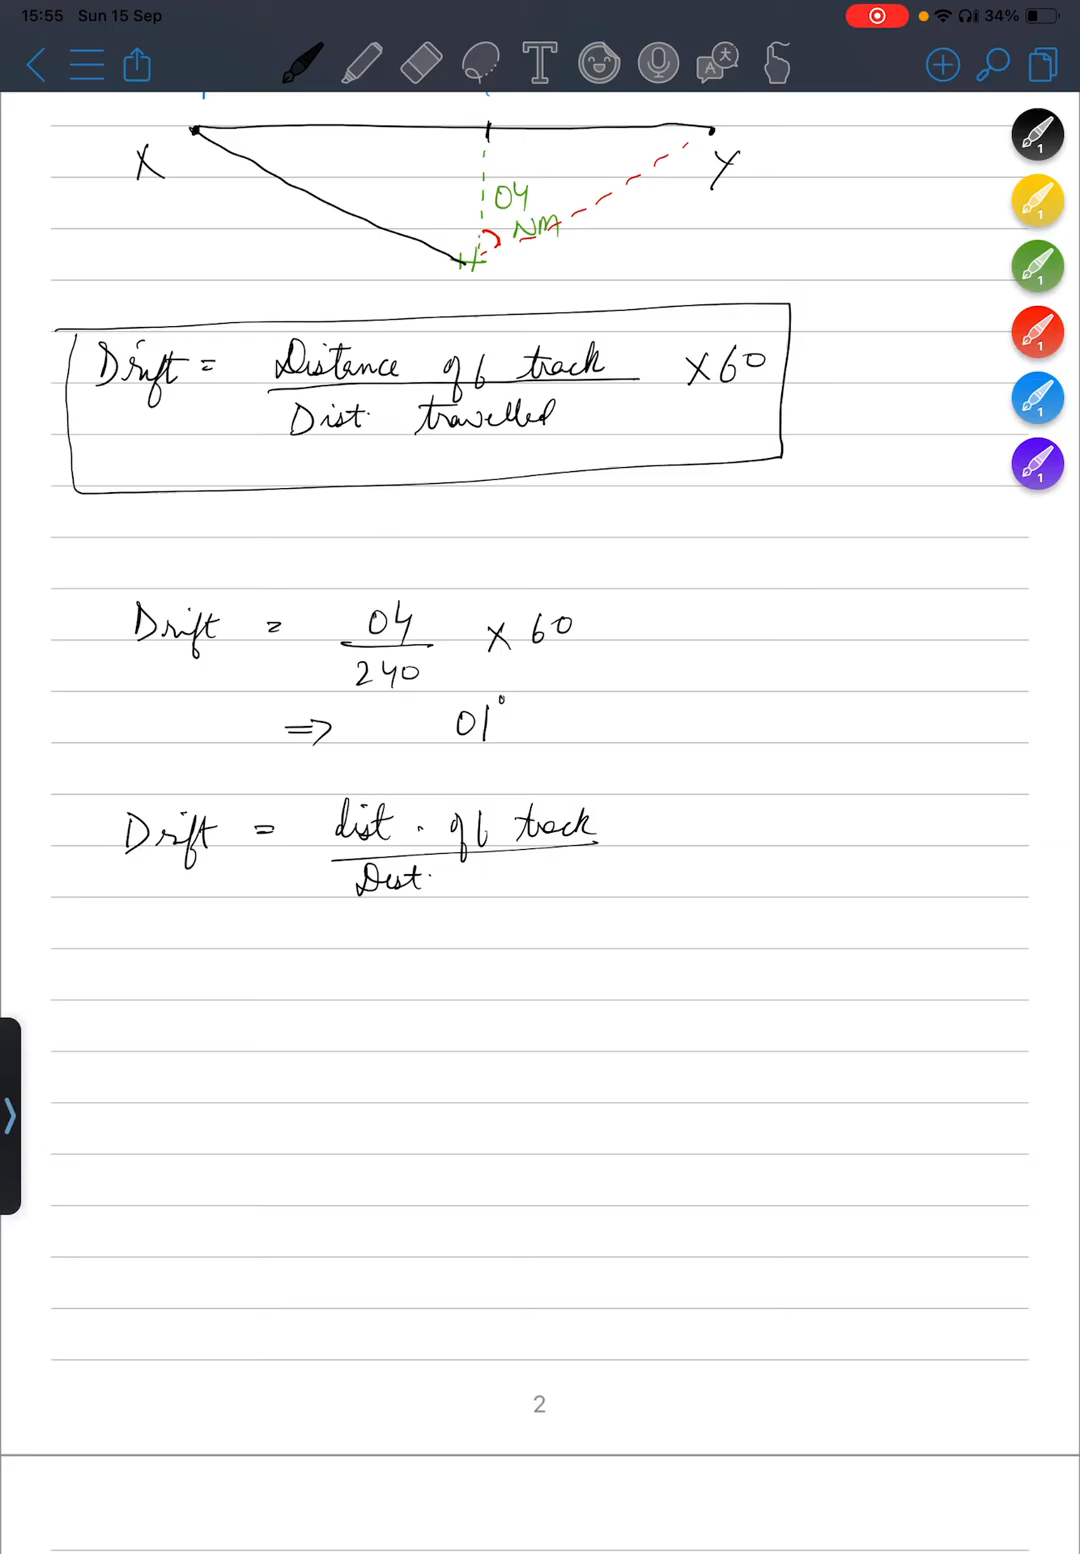 15:55 Sun 15 Sep 34%
X Y
04
NM
Drift = Distance off track × 60
Dist. travelled
Drift = 04 × 60
240
⇒ 01°
Drift = dist. off track
Dist.
2